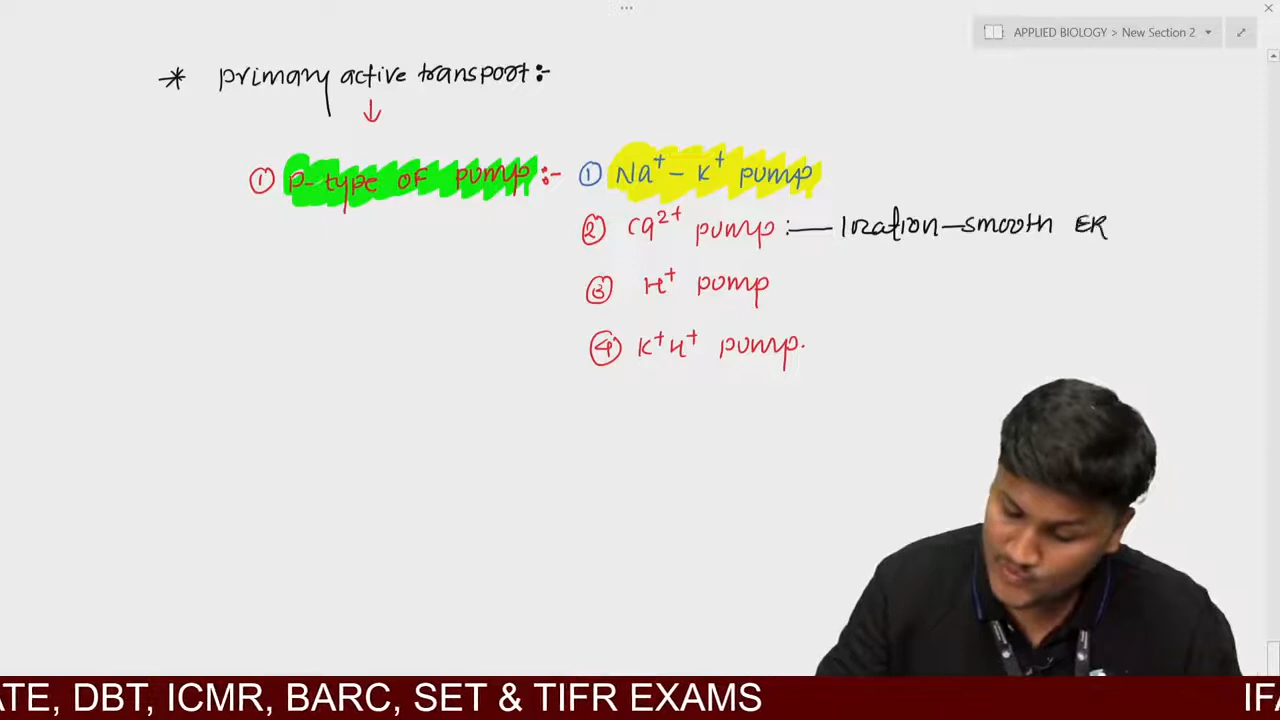 ...
APPLIED BIOLOGY > New Section 2
* primary active transport :-
↓
① P-type of pump :- ① Na⁺ - K⁺ pump
② Ca²⁺ pump :— location - smooth ER
③ H⁺ pump
④ K⁺H⁺ pump.
ATE, DBT, ICMR, BARC, SET & TIFR EXAMS IFA